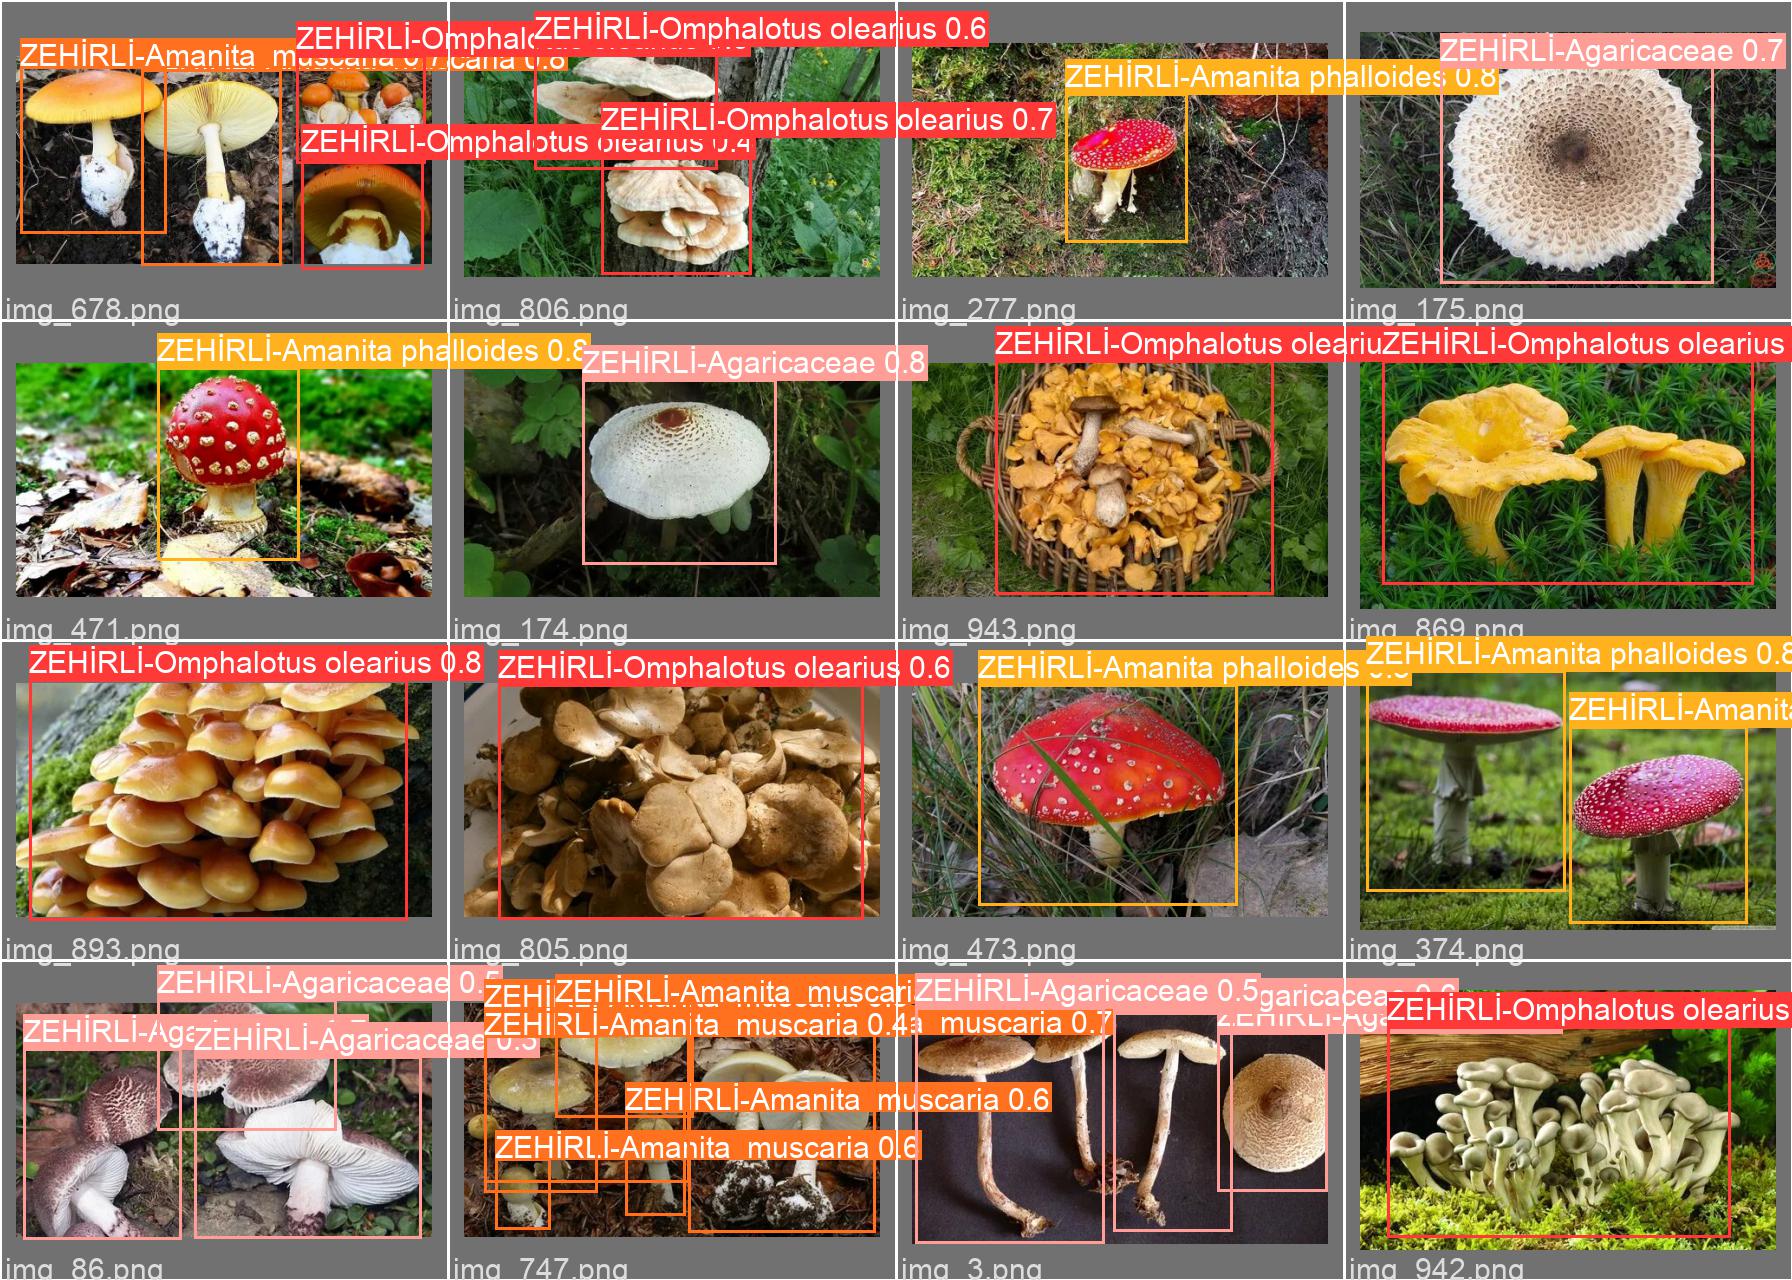 ZEHİRLİ-Amanita muscaria 0.7
caria 0.8
ZEHİRLİ-Omphalotus
ZEHİRLİ-Omphalotus olearius 0.4
img_678.png
ZEHİRLİ-Omphalotus olearius 0.6
ZEHİRLİ-Omphalotus olearius 0.7
img_806.png
ZEHİRLİ-Amanita phalloides 0.8
img_277.png
ZEHİRLİ-Agaricaceae 0.7
img_175.png
ZEHİRLİ-Amanita phalloides 0.8
img_471.png
ZEHİRLİ-Agaricaceae 0.8
img_174.png
ZEHİRLİ-Omphalotus oleariu
img_943.png
ZEHİRLİ-Omphalotus olearius
img_869.png
ZEHİRLİ-Omphalotus olearius 0.8
img_893.png
ZEHİRLİ-Omphalotus olearius 0.6
img_805.png
ZEHİRLİ-Amanita phalloides
img_473.png
ZEHİRLİ-Amanita phalloides 0.8
ZEHİRLİ-Amanita
img_374.png
ZEHİRLİ-Agaricaceae 0.5
ZEHİRLİ-Aga
ZEHİRLİ-Agaricaceae 0.5
img_86.png
ZEHİ
ZEHİRLİ-Amanita muscari
ZEHİRLİ-Amanita muscaria 0.4
a muscaria 0.7
ZEHİRLİ-Amanita muscaria 0.6
ZEHİRLİ-Amanita muscaria 0.6
img_747.png
ZEHİRLİ-Agaricaceae 0.5
garicaceae
img_3.png
ZEHİRLİ-Omphalotus olearius
img_942.png